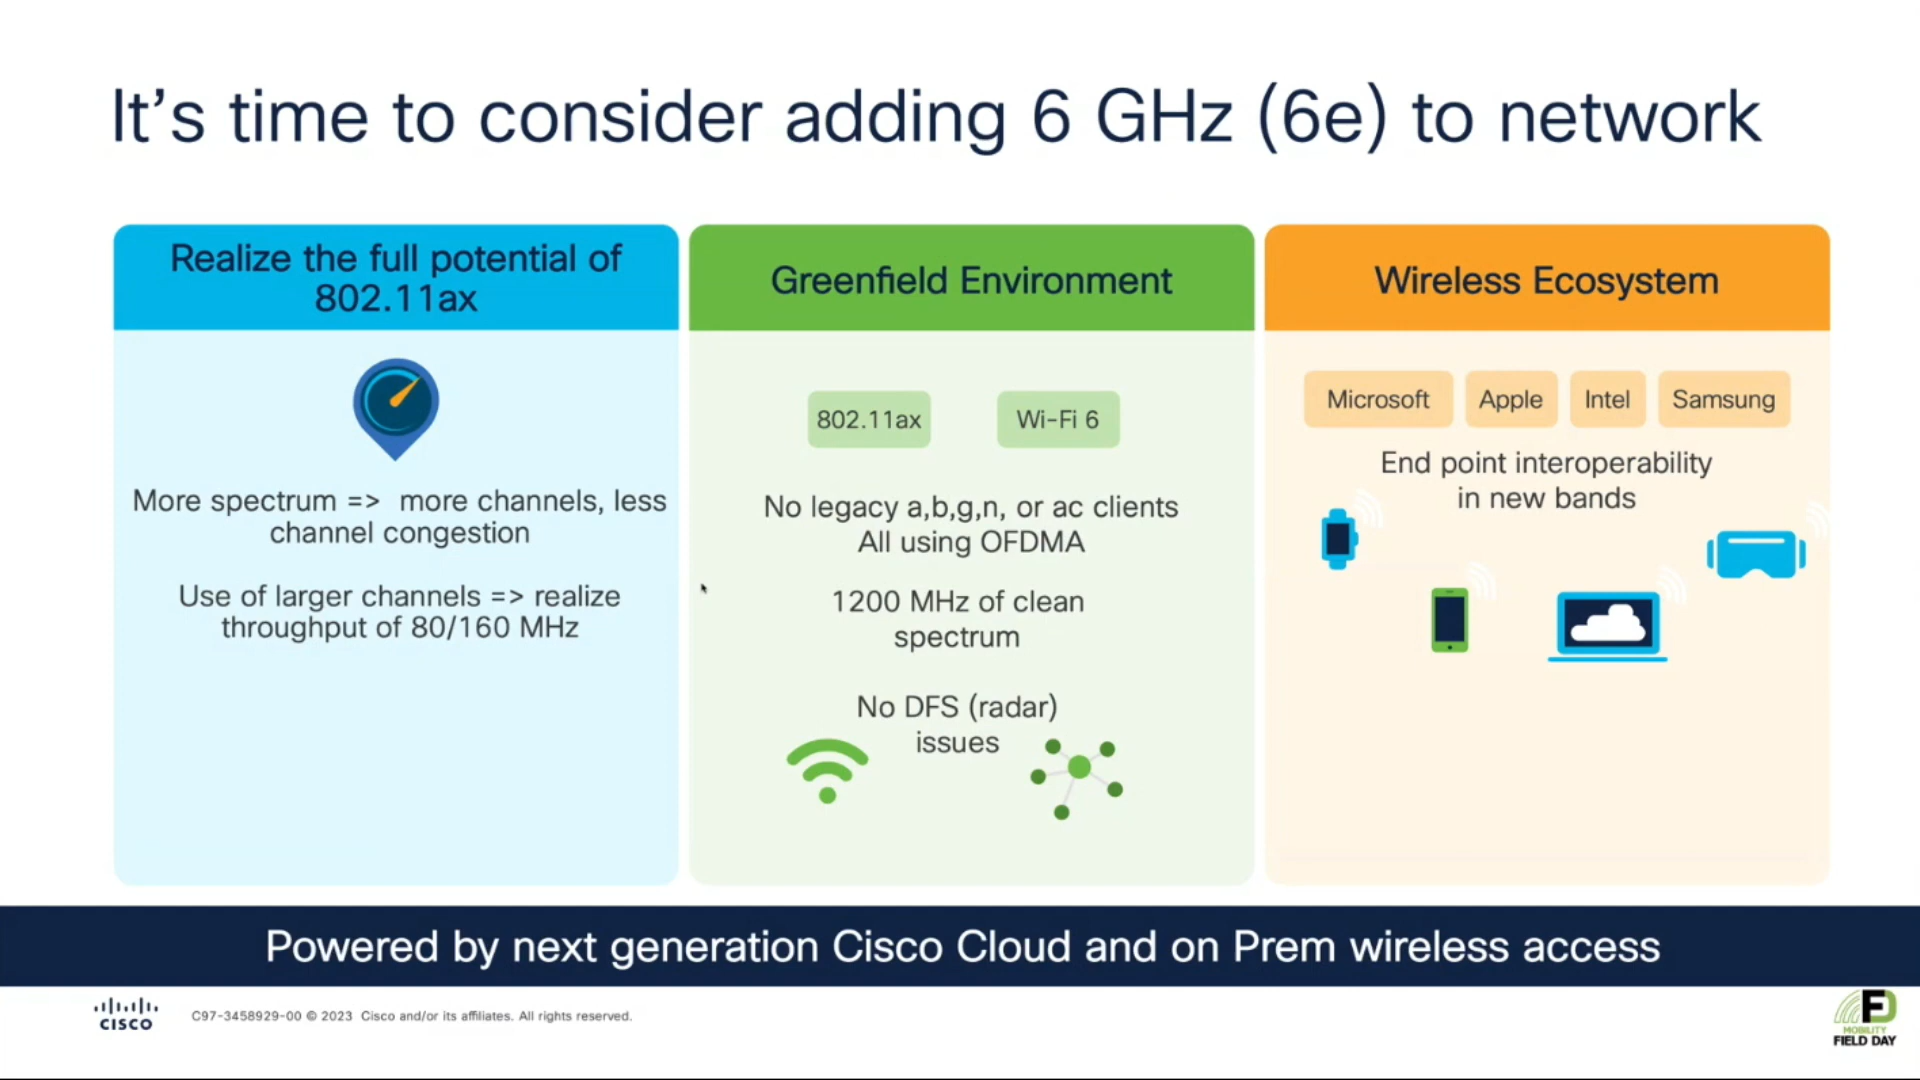 It's time to consider adding 6 GHz (6e) to network
Realize the full potential of
802.11ax
More spectrum =>  more channels, less
channel congestion
Use of larger channels => realize
throughput of 80/160 MHz
Greenfield Environment
802.11ax
Wi-Fi 6
No legacy a,b,g,n, or ac clients
All using OFDMA
1200 MHz of clean
spectrum
No DFS (radar)
issues
Wireless Ecosystem
Microsoft
Apple
Intel
Samsung
End point interoperability
in new bands
Powered by next generation Cisco Cloud and on Prem wireless access
CISCO
C97-3458929-00 © 2023  Cisco and/or its affiliates. All rights reserved.
FD
MOBILITY
FIELD DAY